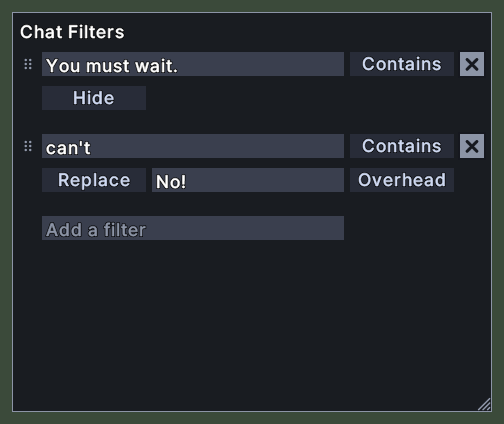 Chat Filters
You must wait. Contains
Hide
can't Contains
Replace No! Overhead
Add a filter